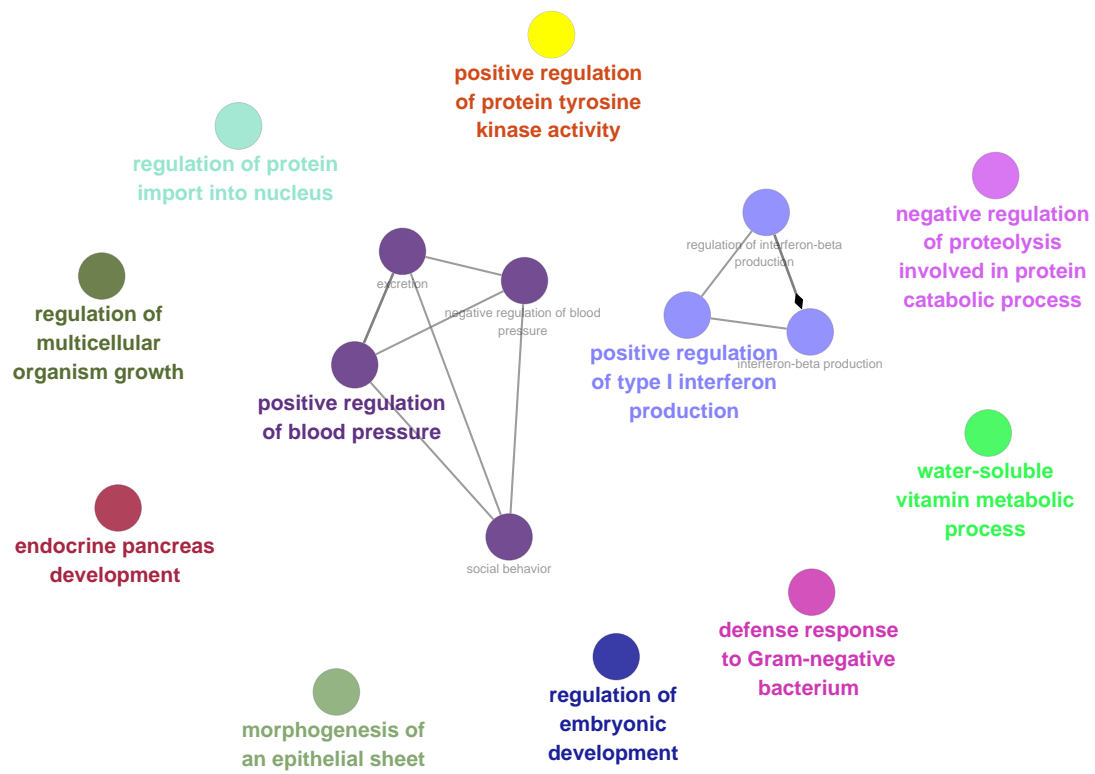 positive regulation
of protein tyrosine
kinase activity
regulation of protein
import into nucleus
negative regulation
of proteolysis
involved in protein
catabolic process
regulation of interferon-beta
production
excretion
negative regulation of blood
pressure
regulation of
multicellular
organism growth
positive regulation
of type I interferon
production
interferon-beta production
positive regulation
of blood pressure
water-soluble
vitamin metabolic
process
endocrine pancreas
development
social behavior
defense response
to Gram-negative
bacterium
regulation of
embryonic
development
morphogenesis of
an epithelial sheet